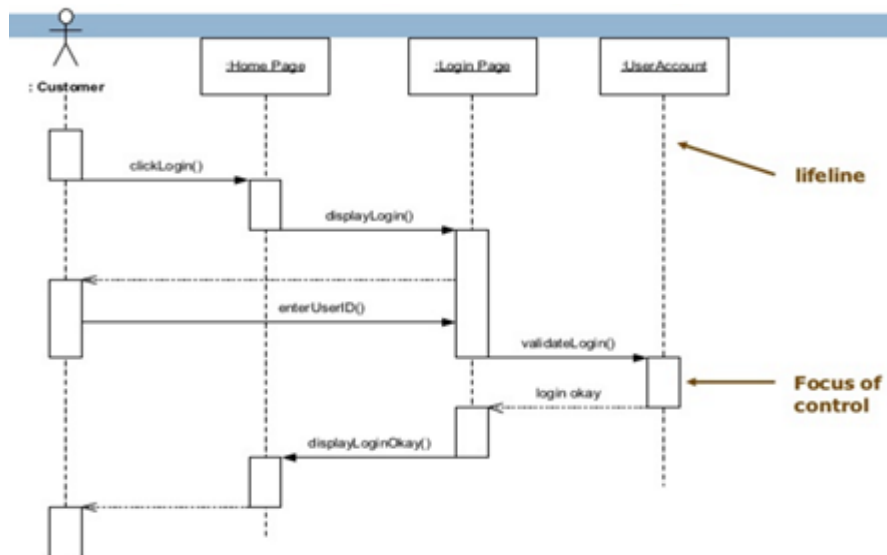 :Home Page
:Login Page
:UserAccount
: Customer
clickLogin()
lifeline
displayLogin()
enterUserID()
validateLogin()
Focus of
control
login okay
displayLoginOkay()